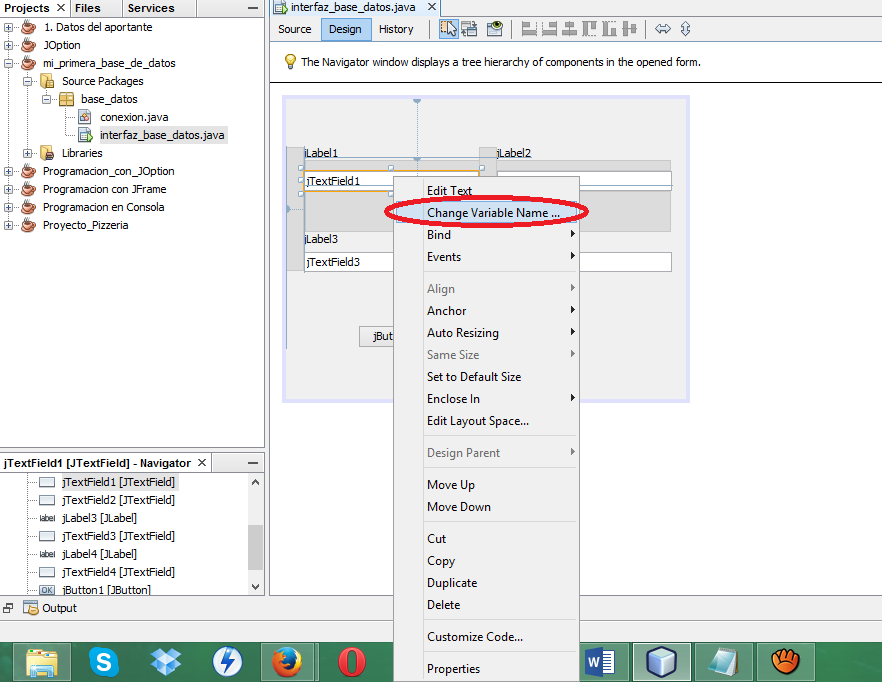 Projects
Files
Services
1. Datos del aportante
JOption
mi_primera_base_de_datos
Source Packages
base_datos
conexion.java
interfaz_base_datos.java
Libraries
Programacion_con_JOption
Programacion con JFrame
Programacion en Consola
Proyecto_Pizzeria
jTextField1 [JTextField] - Navigator
jTextField1 [JTextField]
jTextField2 [JTextField]
label jLabel3 [JLabel]
jTextField3 [JTextField]
label jLabel4 [JLabel]
jTextField4 [JTextField]
OK jButton1 [JButton]
Output
interfaz_base_datos.java
Source Design History
The Navigator window displays a tree hierarchy of components in the opened form.
jLabel1
jLabel2
jTextField1
jLabel3
jTextField3
jBut
Edit Text
Change Variable Name ...
Bind
Events
Align
Anchor
Auto Resizing
Same Size
Set to Default Size
Enclose In
Edit Layout Space...
Design Parent
Move Up
Move Down
Cut
Copy
Duplicate
Delete
Customize Code...
Properties